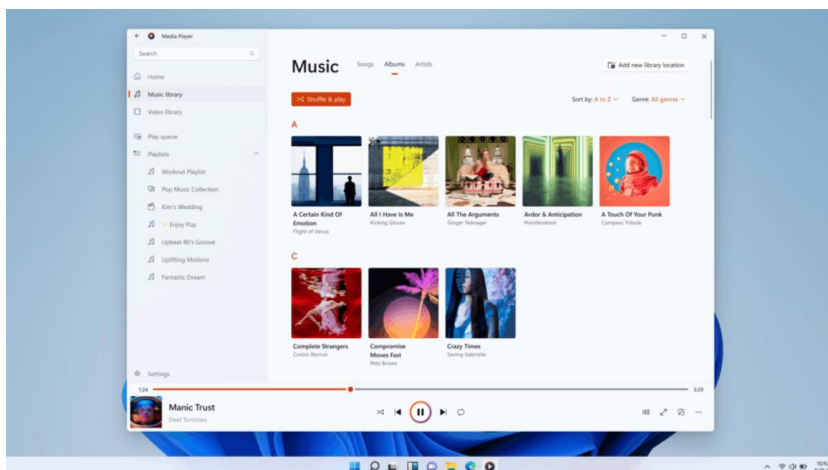 Media Player
Search
Home
Music library
Video library
Play queue
Playlists
Workout Playlist
Pop Music Collection
Kim's Wedding
Enjoy Pop
Upbeat 80's Groove
Uplifting Motions
Fantastic Dream
Settings
Music Songs Albums Artists
Add new library location
Shuffle & play
Sort by: A to Z Genre: All genres
A
A Certain Kind Of
Emotion
Flight of Venus
All I Have Is Me
Kicking Gloves
All The Arguments
Ginger Teenager
Ardor & Anticipation
Pointlessknot
A Touch Of Your Punk
Compass Tribute
C
Complete Strangers
Corbin Revival
Compromise
Moves Fast
Pete Brown
Crazy Times
Saving Gabrielle
1:24 3:29
Manic Trust
Deaf Tortoises